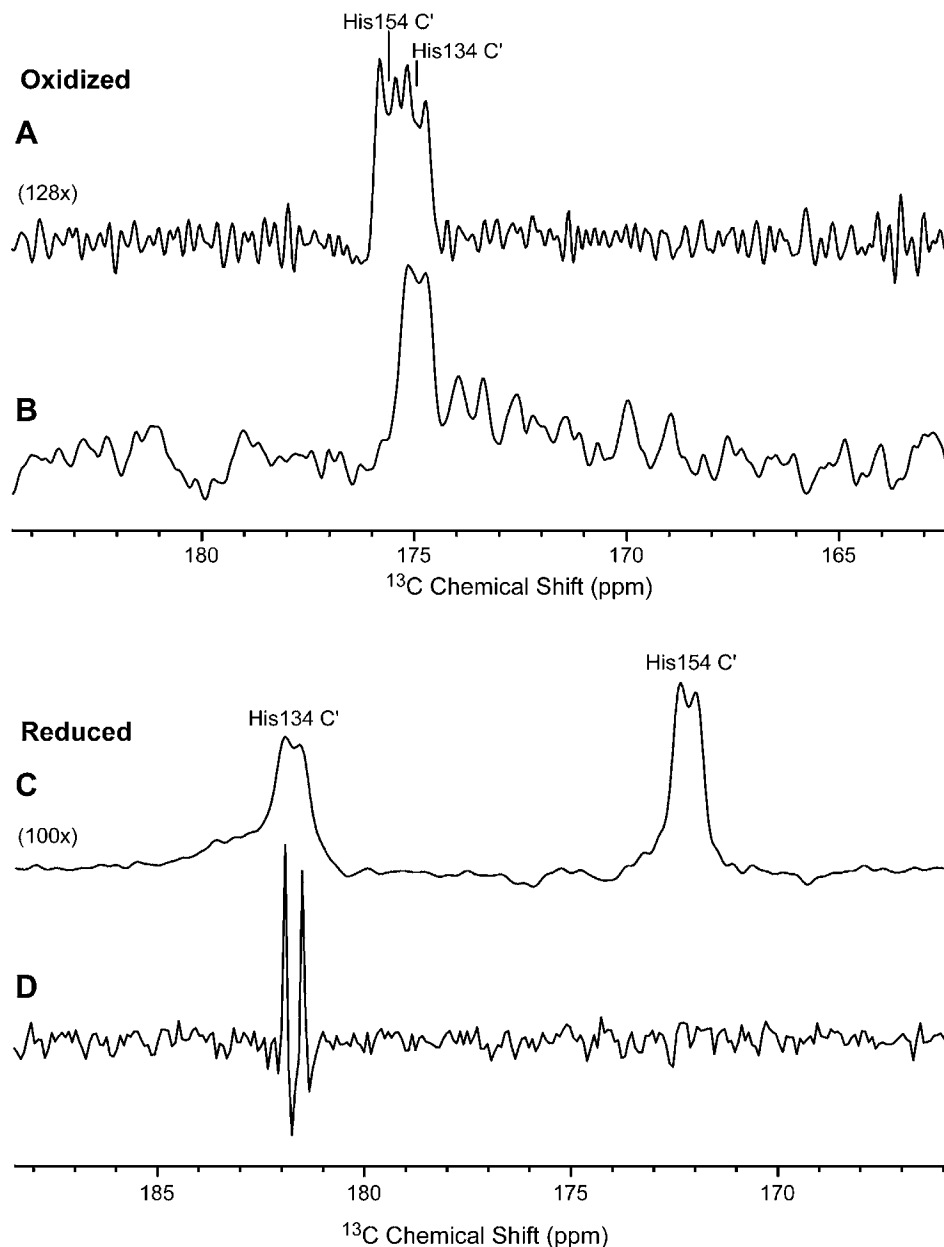 His154 C'
His134 C'
Oxidized
A
(128x)
B
180 175 170 165
¹³C Chemical Shift (ppm)
His154 C'
His134 C'
Reduced
C
(100x)
D
185 180 175 170
¹³C Chemical Shift (ppm)